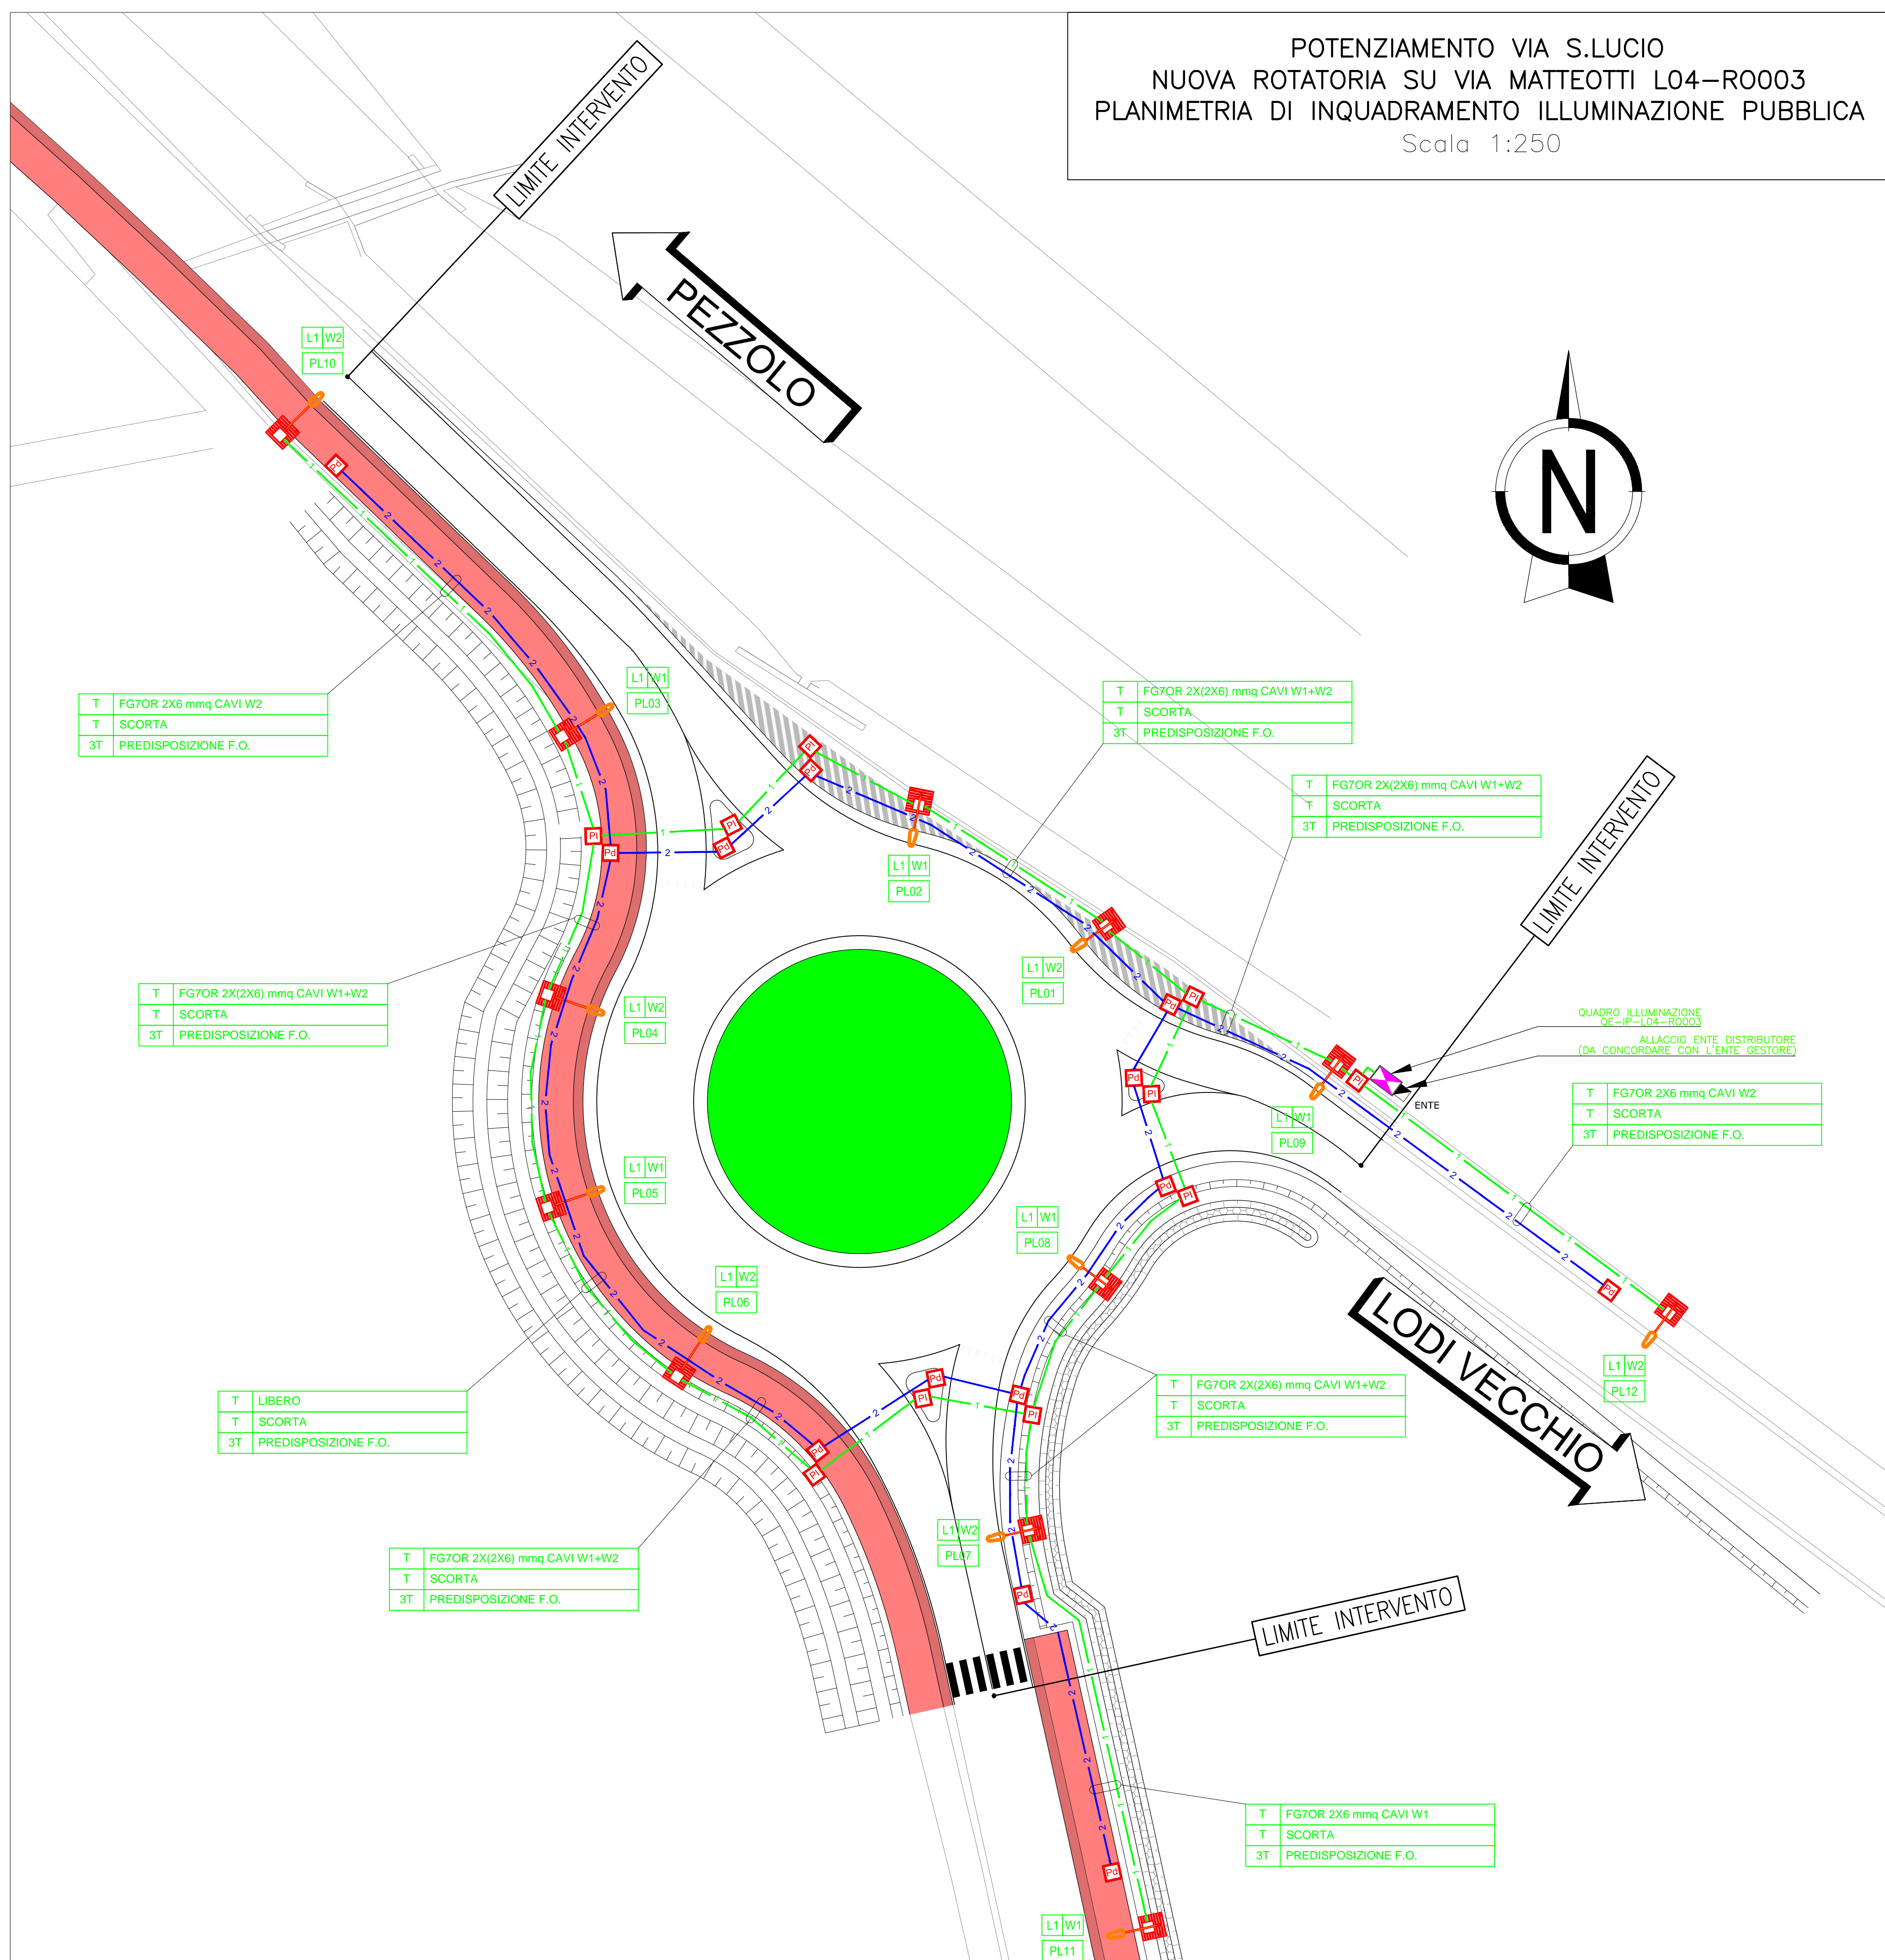 POTENZIAMENTO VIA S.LUCIO
NUOVA ROTATORIA SU VIA MATTEOTTI L04-RO003
PLANIMETRIA DI INQUADRAMENTO ILLUMINAZIONE PUBBLICA
Scala 1:250
LIMITE INTERVENTO
PEZZOLO
N
L1 W2
PL10
Pd
1
2
T FG7OR 2X6 mmq CAVI W2
T SCORTA
3T PREDISPOSIZIONE F.O.
L1 W1
PL03
Pl
Pd
T FG7OR 2X(2X6) mmq CAVI W1+W2
T SCORTA
3T PREDISPOSIZIONE F.O.
T FG7OR 2X(2X6) mmq CAVI W1+W2
T SCORTA
3T PREDISPOSIZIONE F.O.
LIMITE INTERVENTO
L1 W1
PL02
L1 W2
PL01
T FG7OR 2X(2X6) mmq CAVI W1+W2
T SCORTA
3T PREDISPOSIZIONE F.O.
L1 W2
PL04
QUADRO ILLUMINAZIONE
QE-IP-L04-RO003
ALLACCIO ENTE DISTRIBUTORE
(DA CONCORDARE CON L'ENTE GESTORE)
ENTE
T FG7OR 2X6 mmq CAVI W2
T SCORTA
3T PREDISPOSIZIONE F.O.
L1 W1
PL09
L1 W1
PL05
L1 W1
PL08
L1 W2
PL06
LODI VECCHIO
L1 W2
PL12
T LIBERO
T SCORTA
3T PREDISPOSIZIONE F.O.
T FG7OR 2X(2X6) mmq CAVI W1+W2
T SCORTA
3T PREDISPOSIZIONE F.O.
L1 W2
PL07
T FG7OR 2X(2X6) mmq CAVI W1+W2
T SCORTA
3T PREDISPOSIZIONE F.O.
LIMITE INTERVENTO
T FG7OR 2X6 mmq CAVI W1
T SCORTA
3T PREDISPOSIZIONE F.O.
L1 W1
PL11